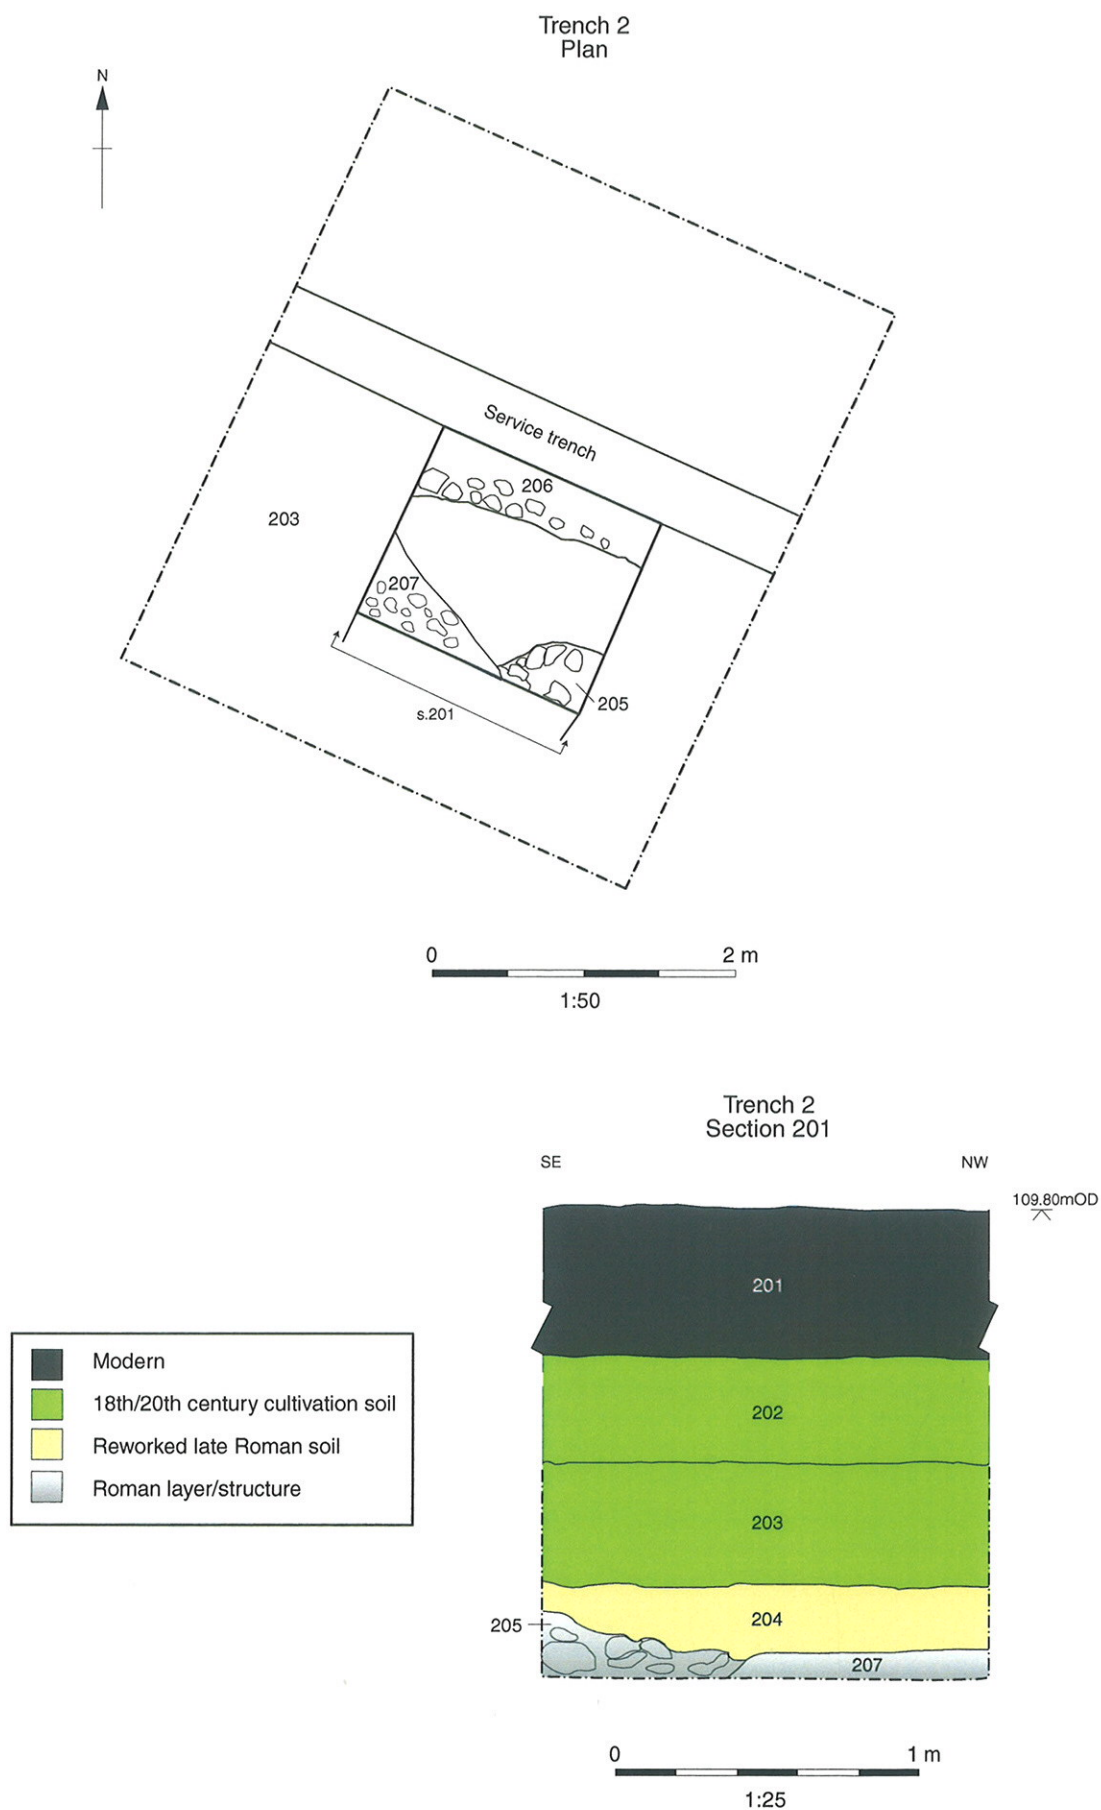 Trench 2
Plan
N
Service trench
206
203
207
205
s.201
0 2 m
1:50
Trench 2
Section 201
SE NW
109.80mOD
201
Modern
18th/20th century cultivation soil
Reworked late Roman soil
Roman layer/structure
202
203
204
205
207
0 1 m
1:25